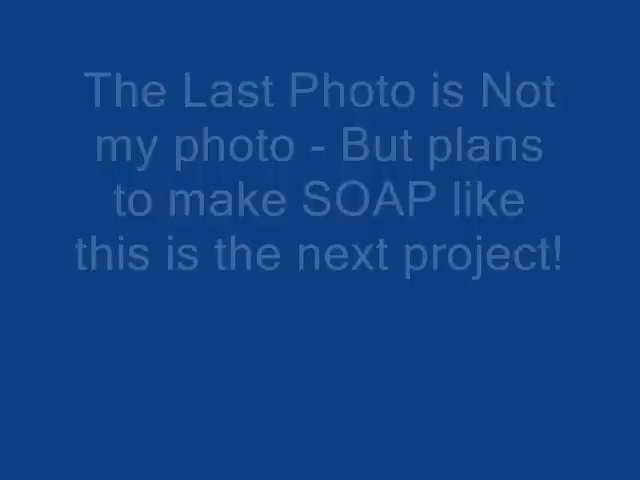 The Last Photo is Not
my photo - But plans
to make SOAP like
this is the next project!